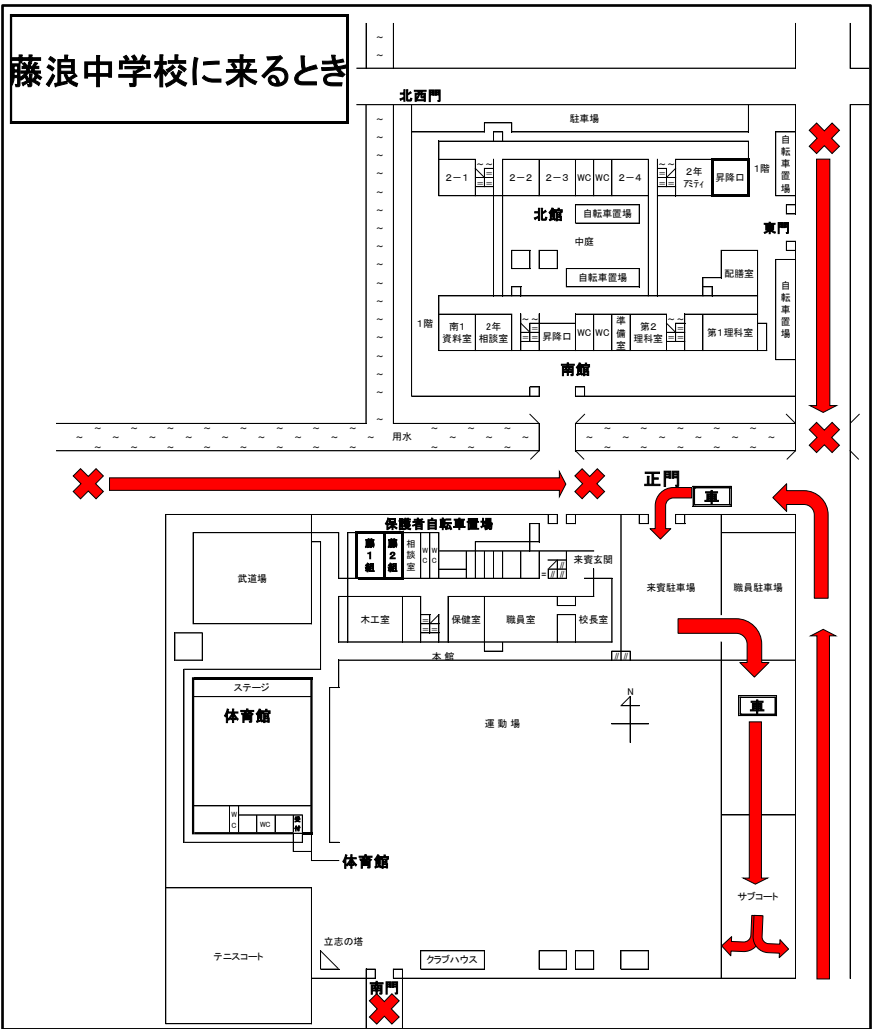 藤浪中学校に来るとき
北西門
駐車場
自転車置場
1階
2－1
2－2
2－3
WC
WC
2－4
2年
アミティ
昇降口
北館
自転車置場
東門
中庭
自転車置場
配膳室
自転車置場
1階
南1
資料室
2年
相談室
昇降口
WC
WC
準備室
第2
理科室
第1理科室
南館
用水
正門
車
保護者自転車置場
藤1組
藤2組
相談室
WC
WC
来賓玄関
武道場
来賓駐車場
職員駐車場
木工室
保健室
職員室
校長室
本館
ステージ
体育館
N
車
運動場
WC
WC
受付
体育館
サブコート
立志の塔
テニスコート
クラブハウス
南門